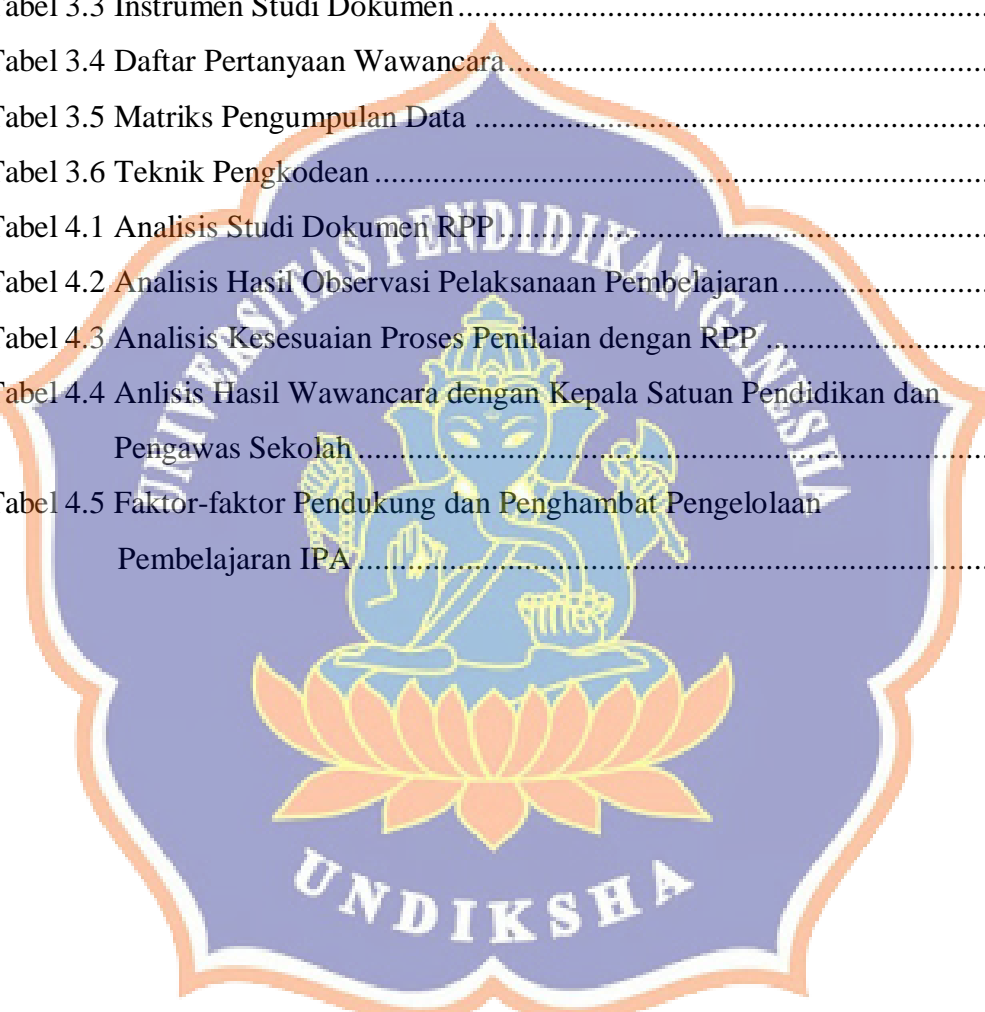 Tabel 3.3 Instrumen Studi Dokumen
Tabel 3.4 Daftar Pertanyaan Wawancara
Tabel 3.5 Matriks Pengumpulan Data
Tabel 3.6 Teknik Pengkodean
Tabel 4.1 Analisis Studi Dokumen RPP
Tabel 4.2 Analisis Hasil Observasi Pelaksanaan Pembelajaran
Tabel 4.3 Analisis Kesesuaian Proses Penilaian dengan RPP
Tabel 4.4 Anlisis Hasil Wawancara dengan Kepala Satuan Pendidikan dan
Pengawas Sekolah
Tabel 4.5 Faktor-faktor Pendukung dan Penghambat Pengelolaan
Pembelajaran IPA
UNIVERSITAS PENDIDIKAN GANESHA
UNDIKSHA